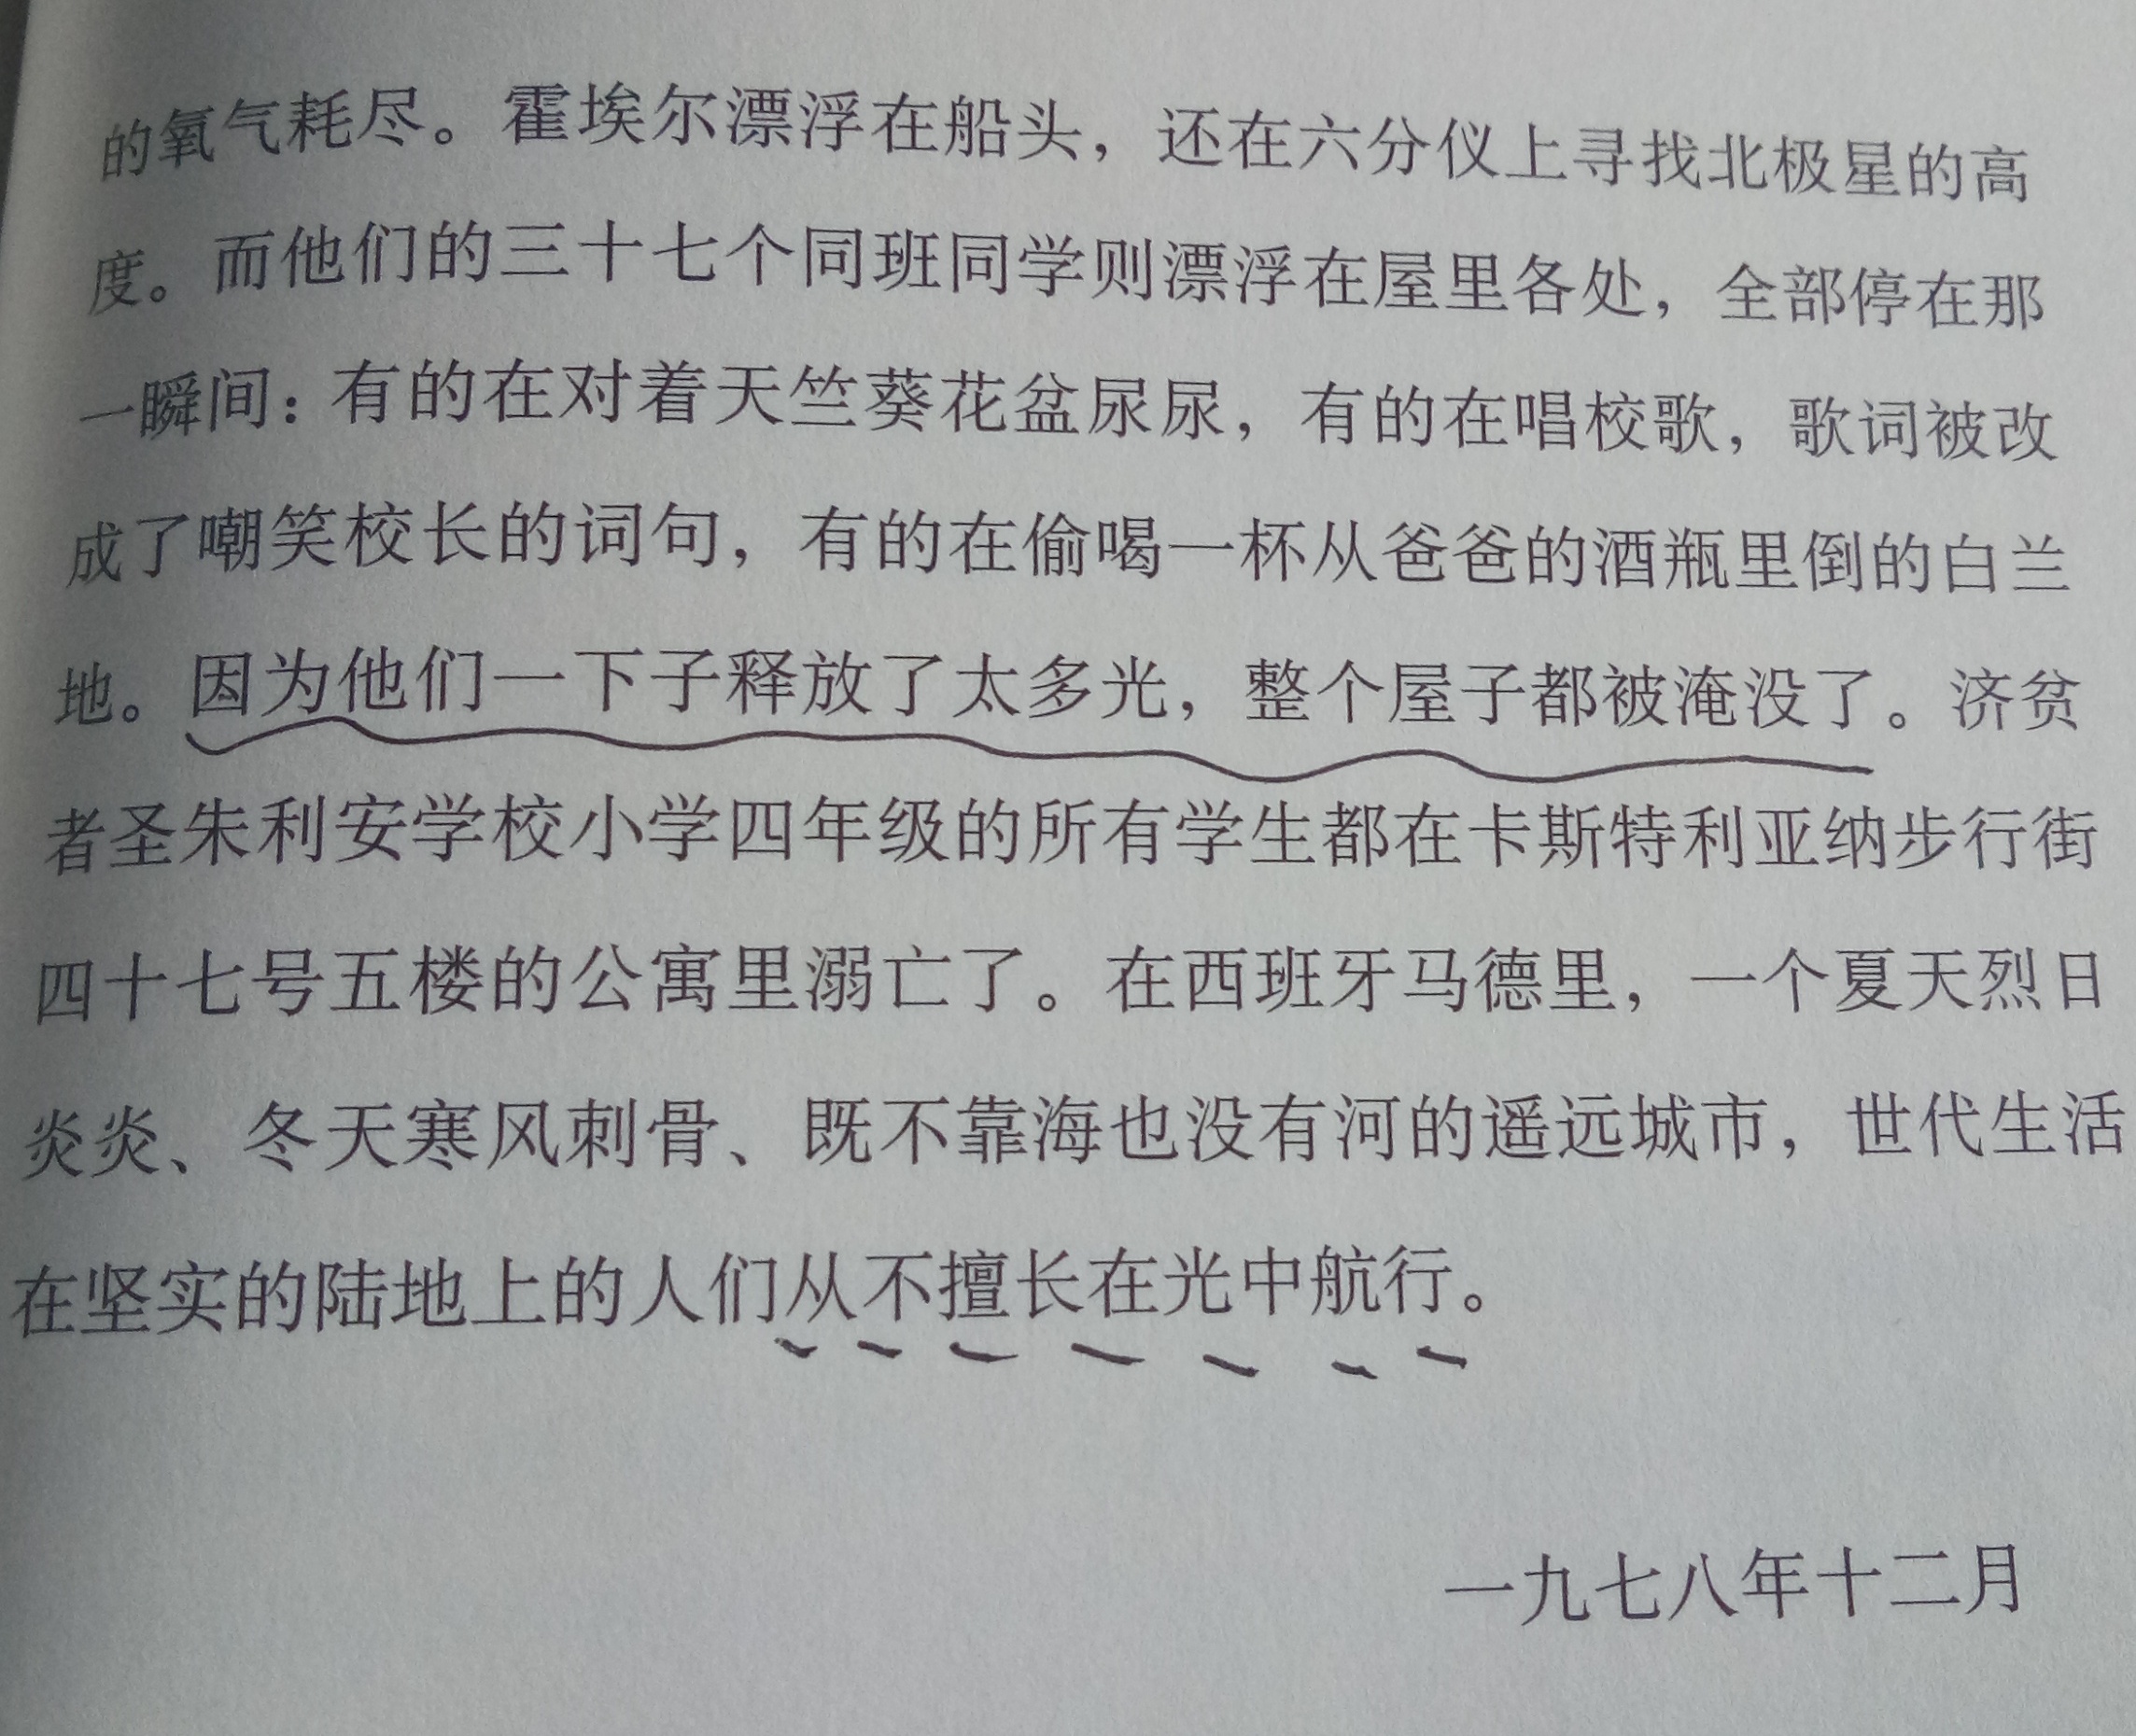 的氧气耗尽。霍埃尔漂浮在船头，还在六分仪上寻找北极星的高
度。而他们的三十七个同班同学则漂浮在屋里各处，全部停在那
一瞬间：有的在对着天竺葵花盆尿尿，有的在唱校歌，歌词被改
成了嘲笑校长的词句，有的在偷喝一杯从爸爸的酒瓶里倒的白兰
地。因为他们一下子释放了太多光，整个屋子都被淹没了。济贫
者圣朱利安学校小学四年级的所有学生都在卡斯特利亚纳步行街
四十七号五楼的公寓里溺亡了。在西班牙马德里，一个夏天烈日
炎炎、冬天寒风刺骨、既不靠海也没有河的遥远城市，世代生活
在坚实的陆地上的人们从不擅长在光中航行。
一九七八年十二月